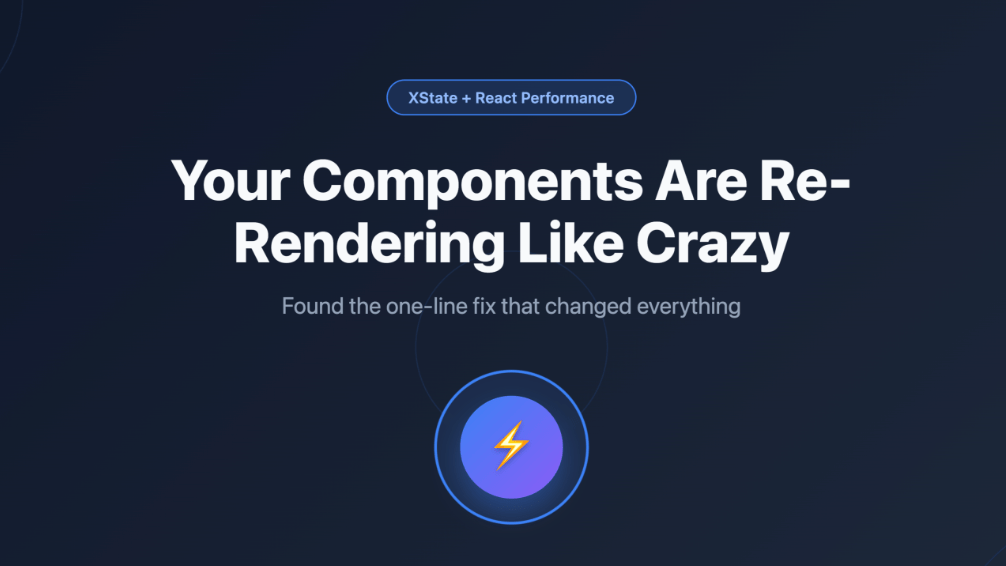 XState + React Performance
Your Components Are Re-
Rendering Like Crazy
Found the one-line fix that changed everything